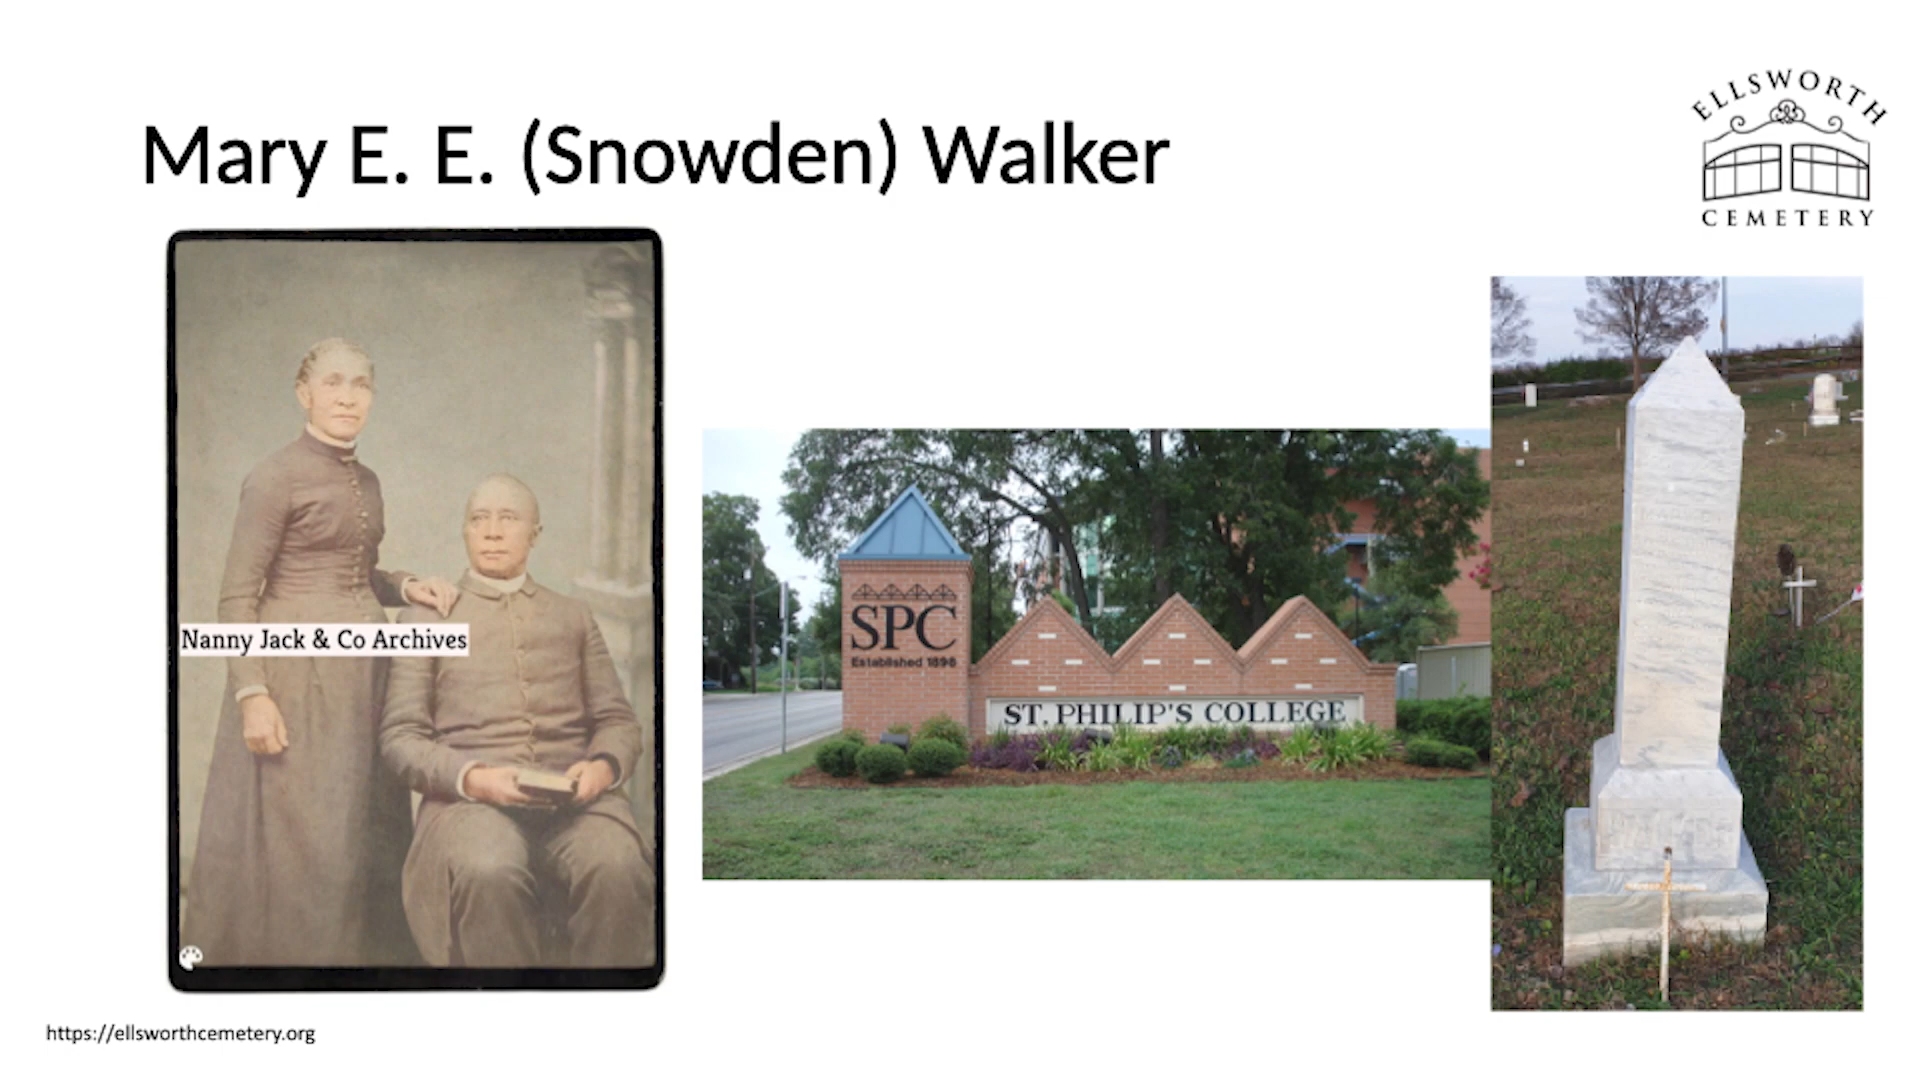 Mary E. E. (Snowden) Walker
ELLSWORTH
CEMETERY
Nanny Jack & Co Archives
SPC
Established 1898
ST. PHILIP'S COLLEGE
https://ellsworthcemetery.org